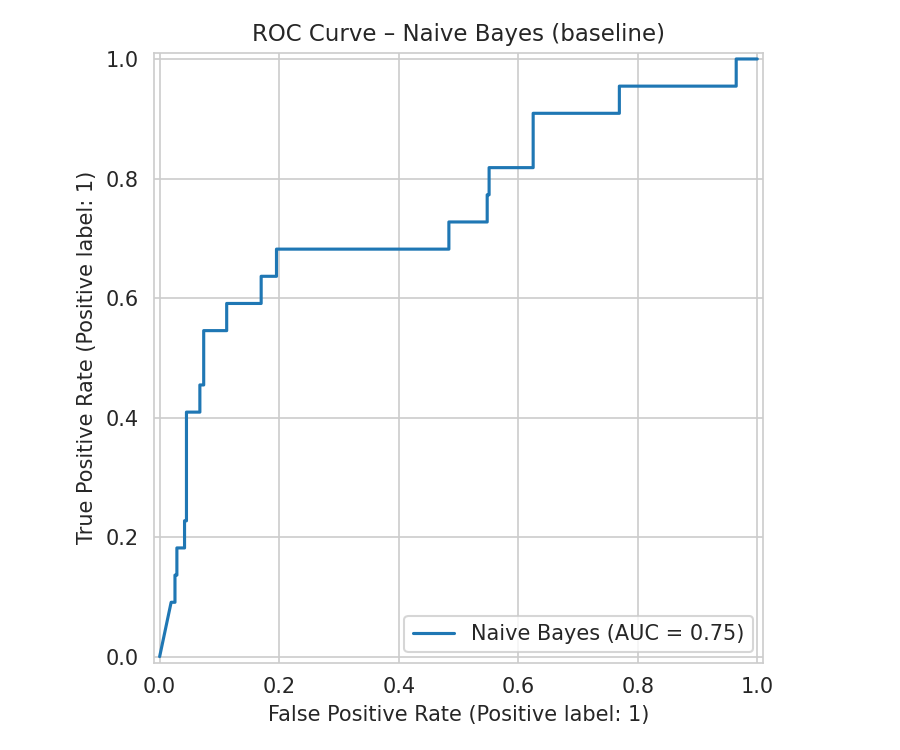 ROC Curve – Naive Bayes (baseline)
True Positive Rate (Positive label: 1)
1.0
0.8
0.6
0.4
0.2
0.0
Naive Bayes (AUC = 0.75)
0.0 0.2 0.4 0.6 0.8 1.0
False Positive Rate (Positive label: 1)